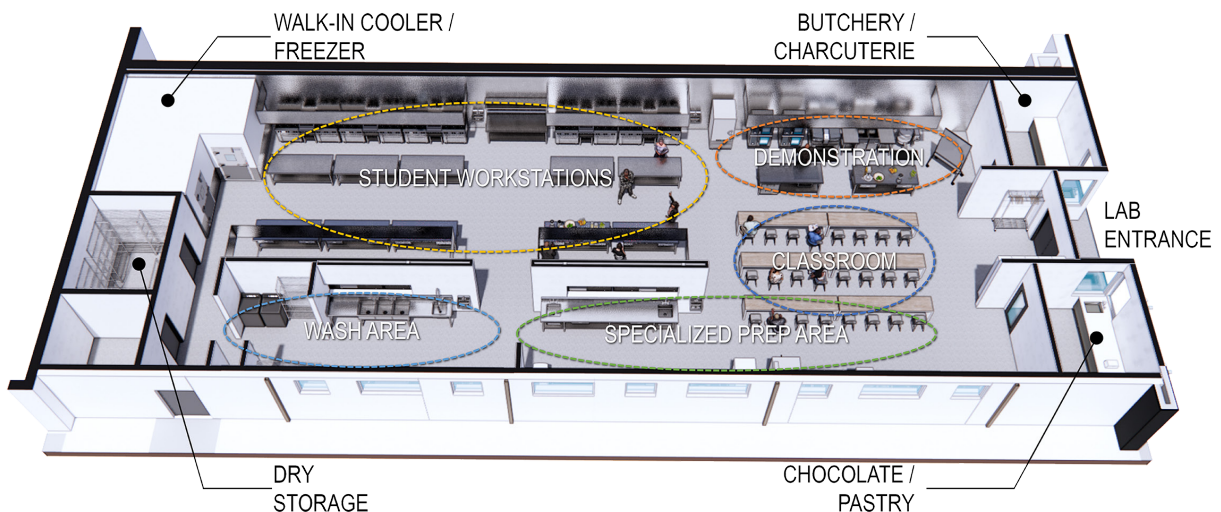 WALK-IN COOLER /
FREEZER
BUTCHERY /
CHARCUTERIE
DEMONSTRATION
STUDENT WORKSTATIONS
LAB
ENTRANCE
CLASSROOM
WASH AREA
SPECIALIZED PREP AREA
DRY
STORAGE
CHOCOLATE /
PASTRY